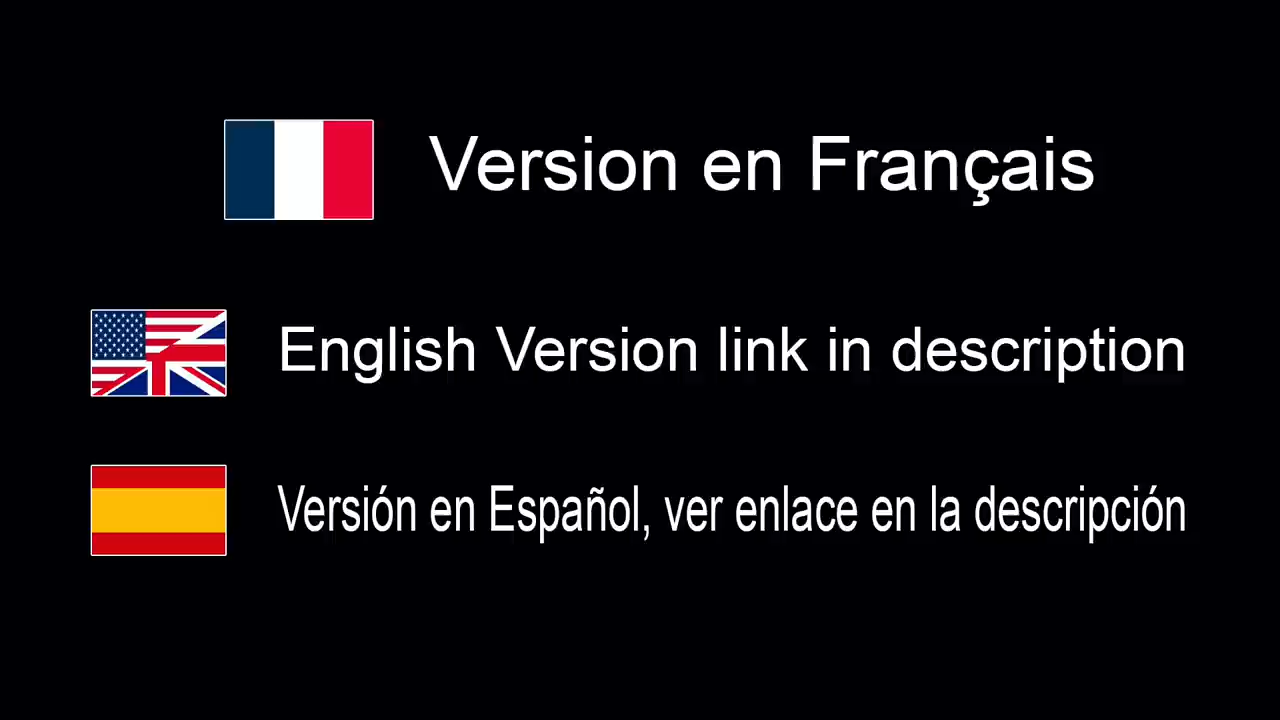 Version en Français
English Version link in description
Versión en Español, ver enlace en la descripción